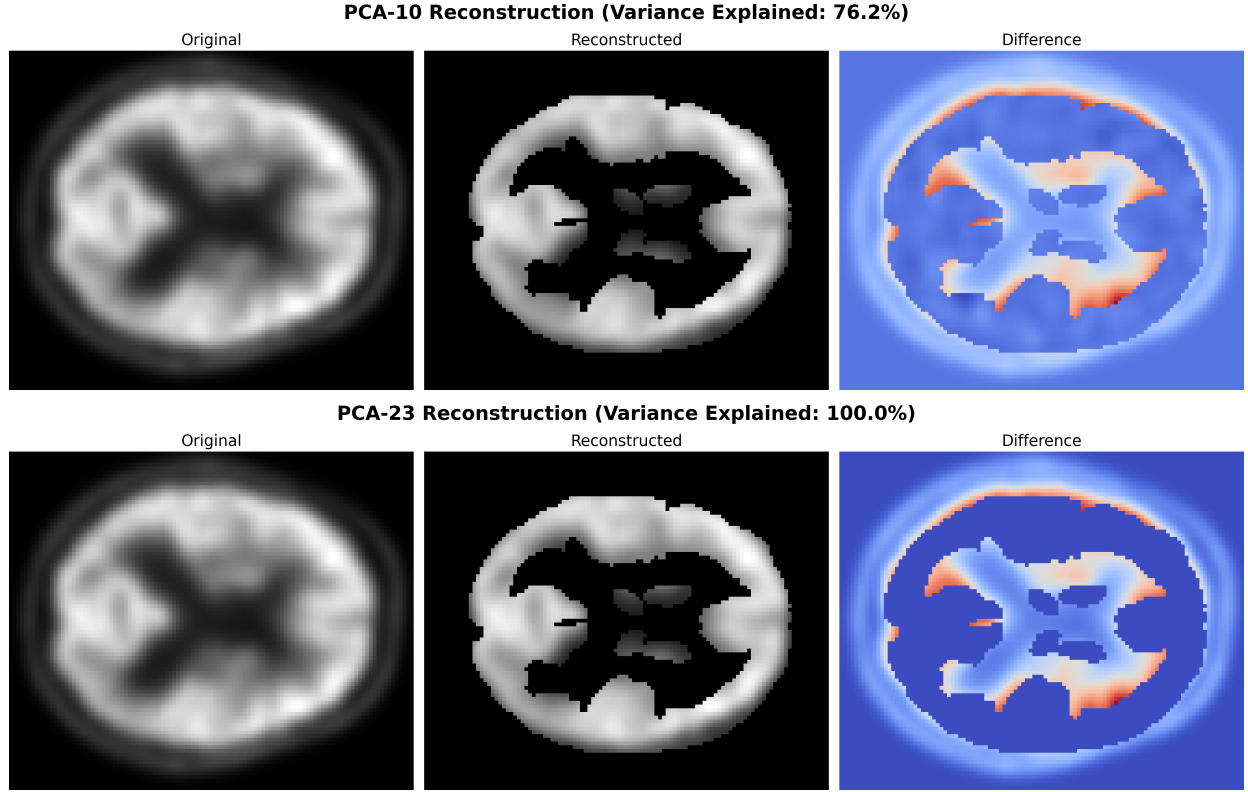 PCA-10 Reconstruction (Variance Explained: 76.2%)
Original
Reconstructed
Difference
PCA-23 Reconstruction (Variance Explained: 100.0%)
Original
Reconstructed
Difference